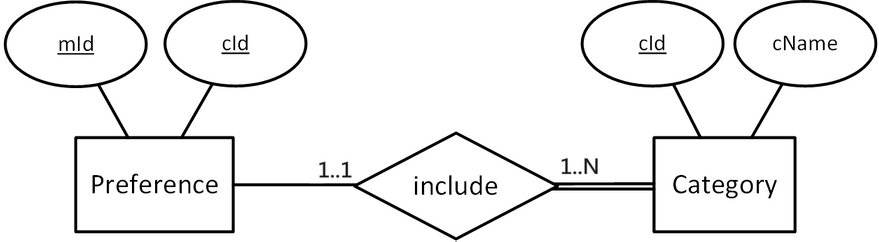 mId
cId
cId
cName
Preference
1..1
include
1..N
Category